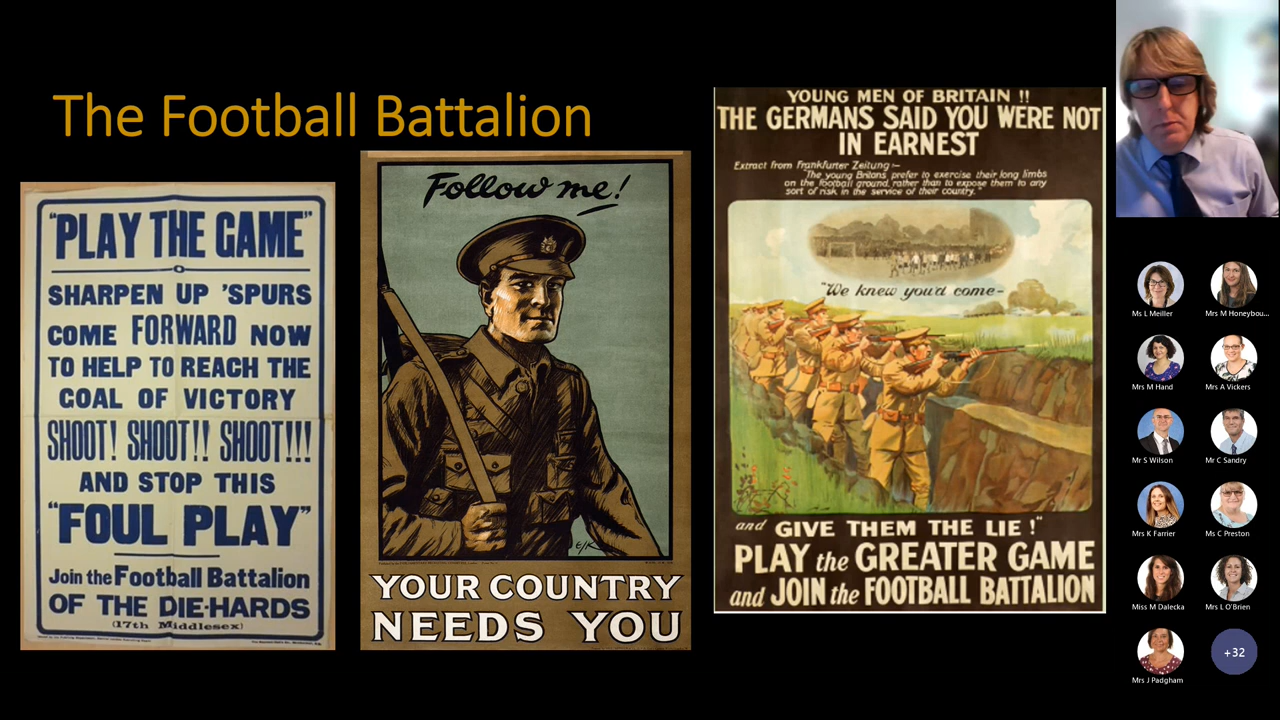 The Football Battalion
"PLAY THE GAME"
SHARPEN UP 'SPURS
COME FORWARD NOW
TO HELP TO REACH THE
GOAL OF VICTORY
SHOOT! SHOOT!! SHOOT!!!
AND STOP THIS
"FOUL PLAY"
Join the Football Battalion
OF THE DIE-HARDS
(17th Middlesex)
Follow me!
E/K
YOUR COUNTRY
NEEDS YOU
YOUNG MEN OF BRITAIN !!
THE GERMANS SAID YOU WERE NOT
IN EARNEST
Extract from Frankfurter Zeitung:-
"The young Britons prefer to exercise their long limbs
on the football ground, rather than to expose them to any
sort of risk in the service of their country."
"We knew you'd come-
and GIVE THEM THE LIE !"
PLAY the GREATER GAME
and JOIN the FOOTBALL BATTALION
Ms L Meiller
Mrs M Honeybou...
Mrs M Hand
Mrs A Vickers
Mr S Wilson
Mr C Sandry
Mrs K Farrier
Ms C Preston
Miss M Dalecka
Mrs L O'Brien
Mrs J Padgham
+32